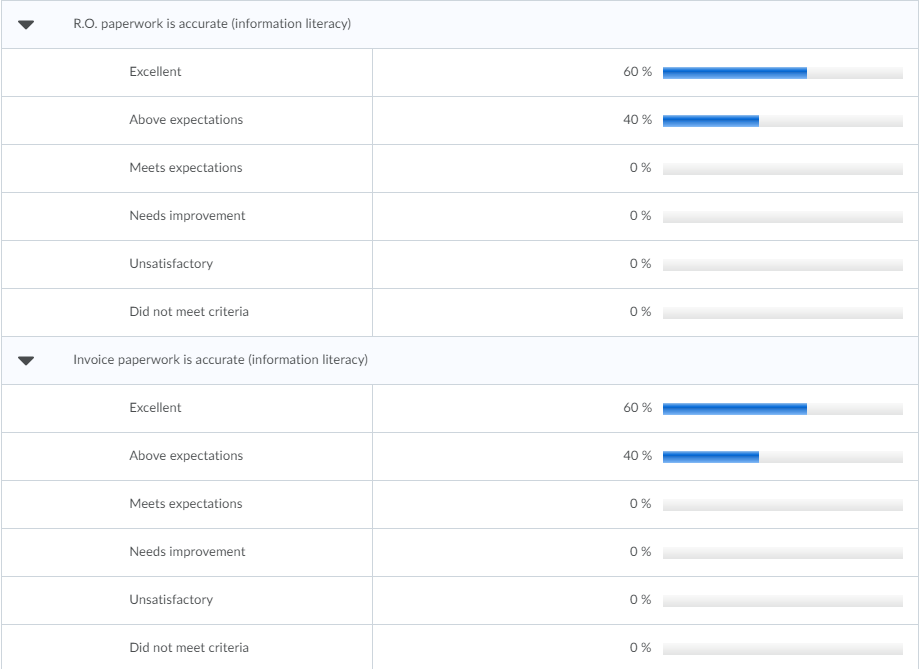 R.O. paperwork is accurate (information literacy)
Excellent 60 %
Above expectations 40 %
Meets expectations 0 %
Needs improvement 0 %
Unsatisfactory 0 %
Did not meet criteria 0 %
Invoice paperwork is accurate (information literacy)
Excellent 60 %
Above expectations 40 %
Meets expectations 0 %
Needs improvement 0 %
Unsatisfactory 0 %
Did not meet criteria 0 %